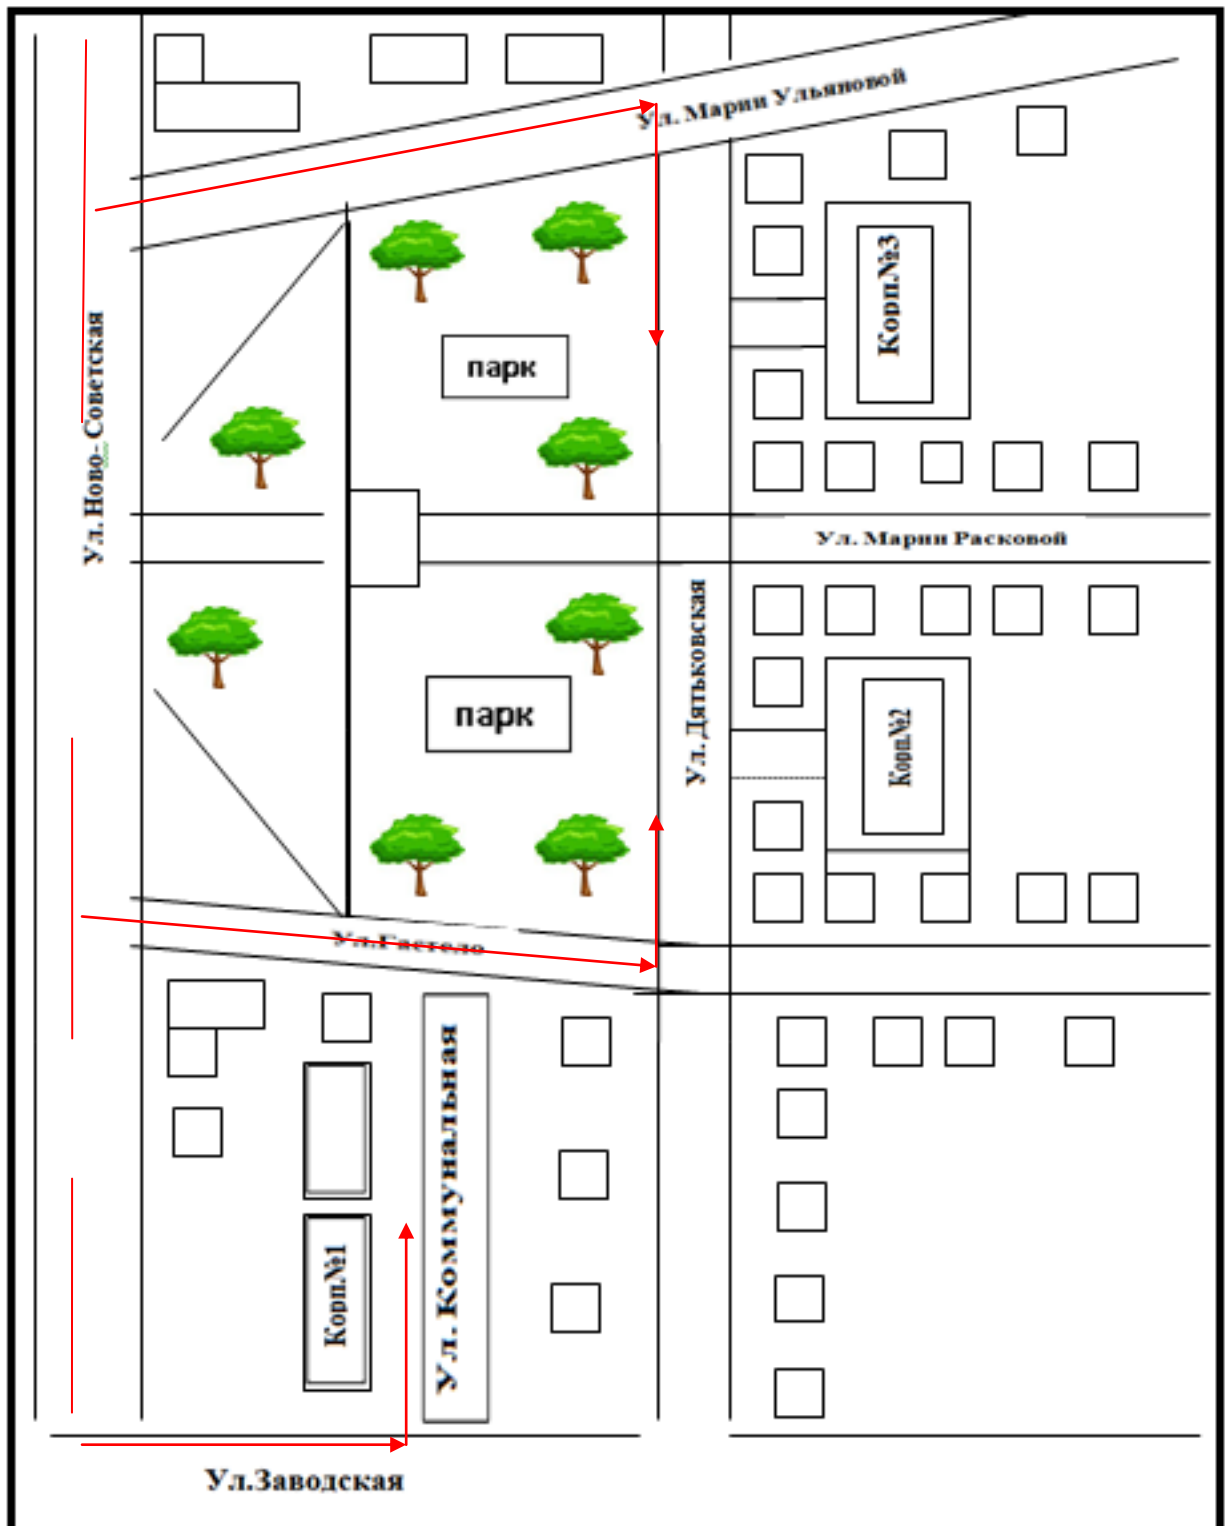 Ул. Марии Ульяновой
Корп.№3
парк
Ул. Ново- Советская
Ул. Марии Расковой
Ул. Дятьковская
Корп.№2
парк
Ул.Гастело
Ул. Коммунальная
Корп.№1
Ул.Заводская